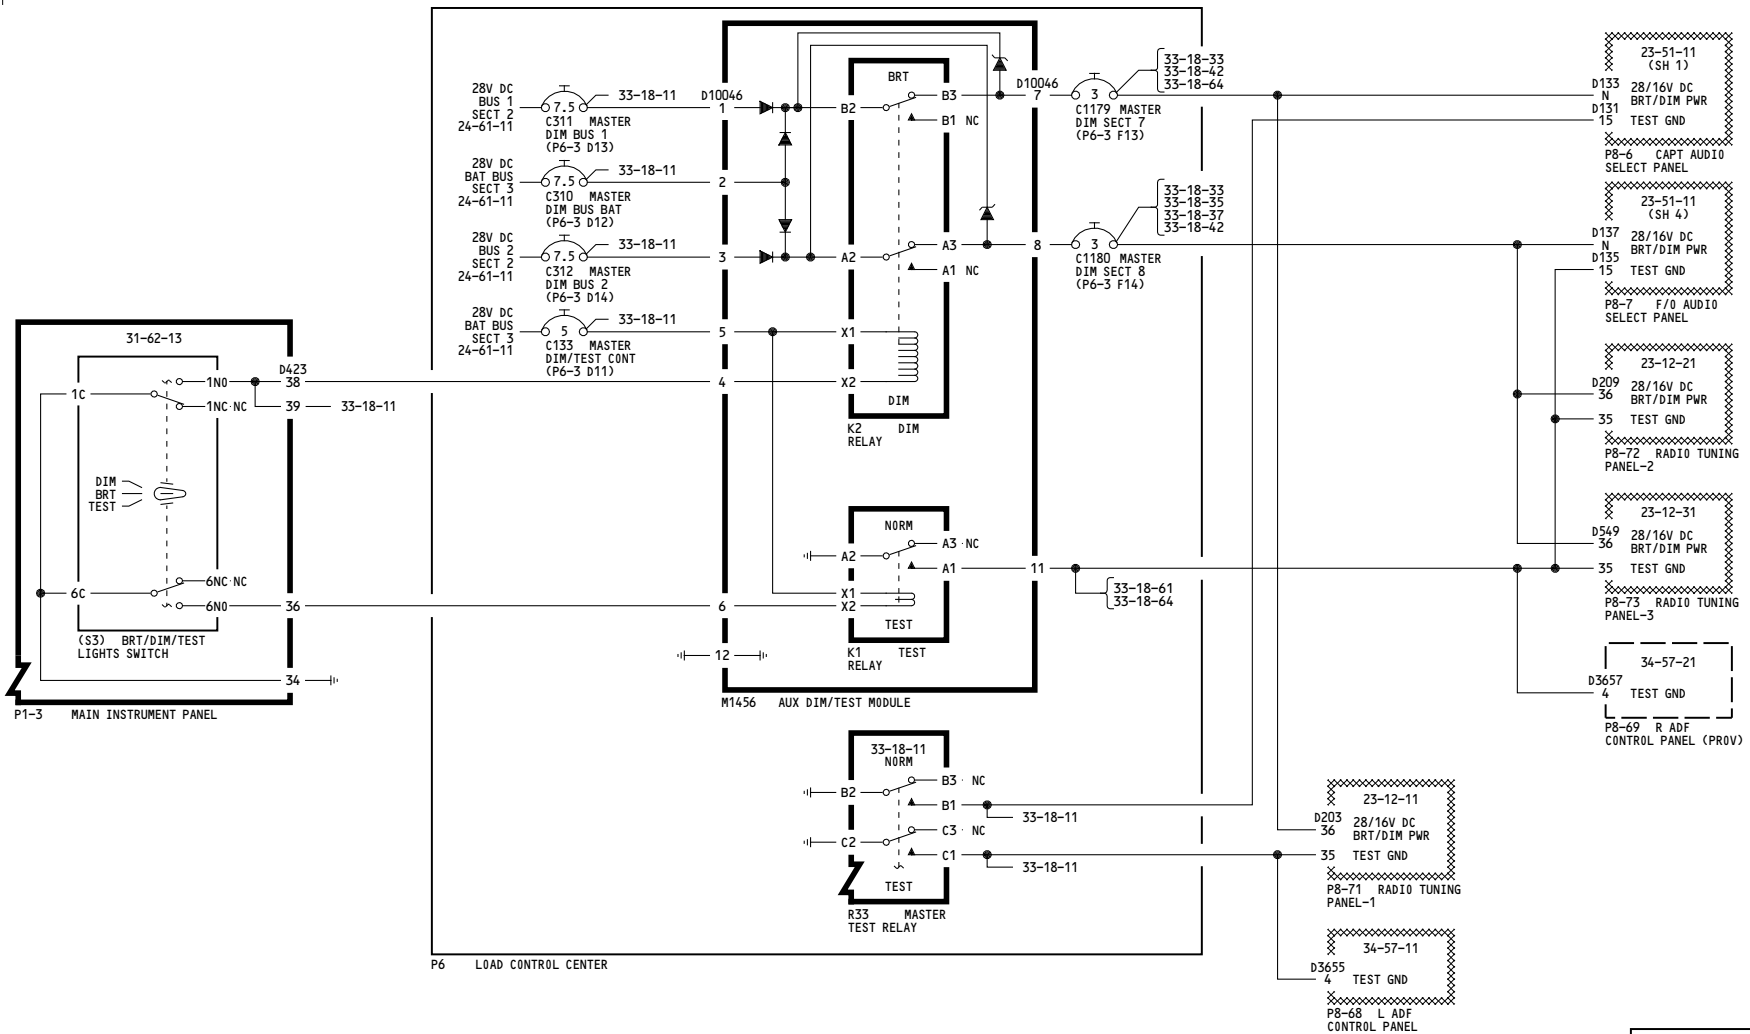 31-62-13
D423
1C
1NO
38
1NC NC
39
33-18-11
DIM
BRT
TEST
6C
6NC NC
6NO
36
(S3) BRT/DIM/TEST
LIGHTS SWITCH
34
P1-3 MAIN INSTRUMENT PANEL
28V DC
BUS 1
SECT 2
24-61-11
7.5
33-18-11
C311 MASTER
DIM BUS 1
(P6-3 D13)
28V DC
BAT BUS
SECT 3
24-61-11
7.5
33-18-11
C310 MASTER
DIM BUS BAT
(P6-3 D12)
28V DC
BUS 2
SECT 2
24-61-11
7.5
33-18-11
C312 MASTER
DIM BUS 2
(P6-3 D14)
28V DC
BAT BUS
SECT 3
24-61-11
5
33-18-11
C133 MASTER
DIM/TEST CONT
(P6-3 D11)
D10046
1
2
3
5
4
6
12
BRT
B2
B3
B1 NC
A2
A3
A1 NC
X1
X2
DIM
K2 DIM
RELAY
NORM
A2
A3 NC
A1
X1
X2
TEST
K1 TEST
RELAY
M1456 AUX DIM/TEST MODULE
D10046
7
8
11
3
C1179 MASTER
DIM SECT 7
(P6-3 F13)
33-18-33
33-18-42
33-18-64
3
C1180 MASTER
DIM SECT 8
(P6-3 F14)
33-18-33
33-18-35
33-18-37
33-18-42
33-18-61
33-18-64
33-18-11
NORM
B2
B3 NC
B1
33-18-11
C2
C3 NC
C1
33-18-11
TEST
R33 MASTER
TEST RELAY
P6 LOAD CONTROL CENTER
23-51-11
(SH 1)
D133
N
28/16V DC
BRT/DIM PWR
D131
15
TEST GND
P8-6 CAPT AUDIO
SELECT PANEL
23-51-11
(SH 4)
D137
N
28/16V DC
BRT/DIM PWR
D135
15
TEST GND
P8-7 F/O AUDIO
SELECT PANEL
23-12-21
D209
36
28/16V DC
BRT/DIM PWR
35 TEST GND
P8-72 RADIO TUNING
PANEL-2
23-12-31
D549
36
28/16V DC
BRT/DIM PWR
35 TEST GND
P8-73 RADIO TUNING
PANEL-3
34-57-21
D3657
4 TEST GND
P8-69 R ADF
CONTROL PANEL (PROV)
23-12-11
D203
36
28/16V DC
BRT/DIM PWR
35 TEST GND
P8-71 RADIO TUNING
PANEL-1
34-57-11
D3655
4 TEST GND
P8-68 L ADF
CONTROL PANEL